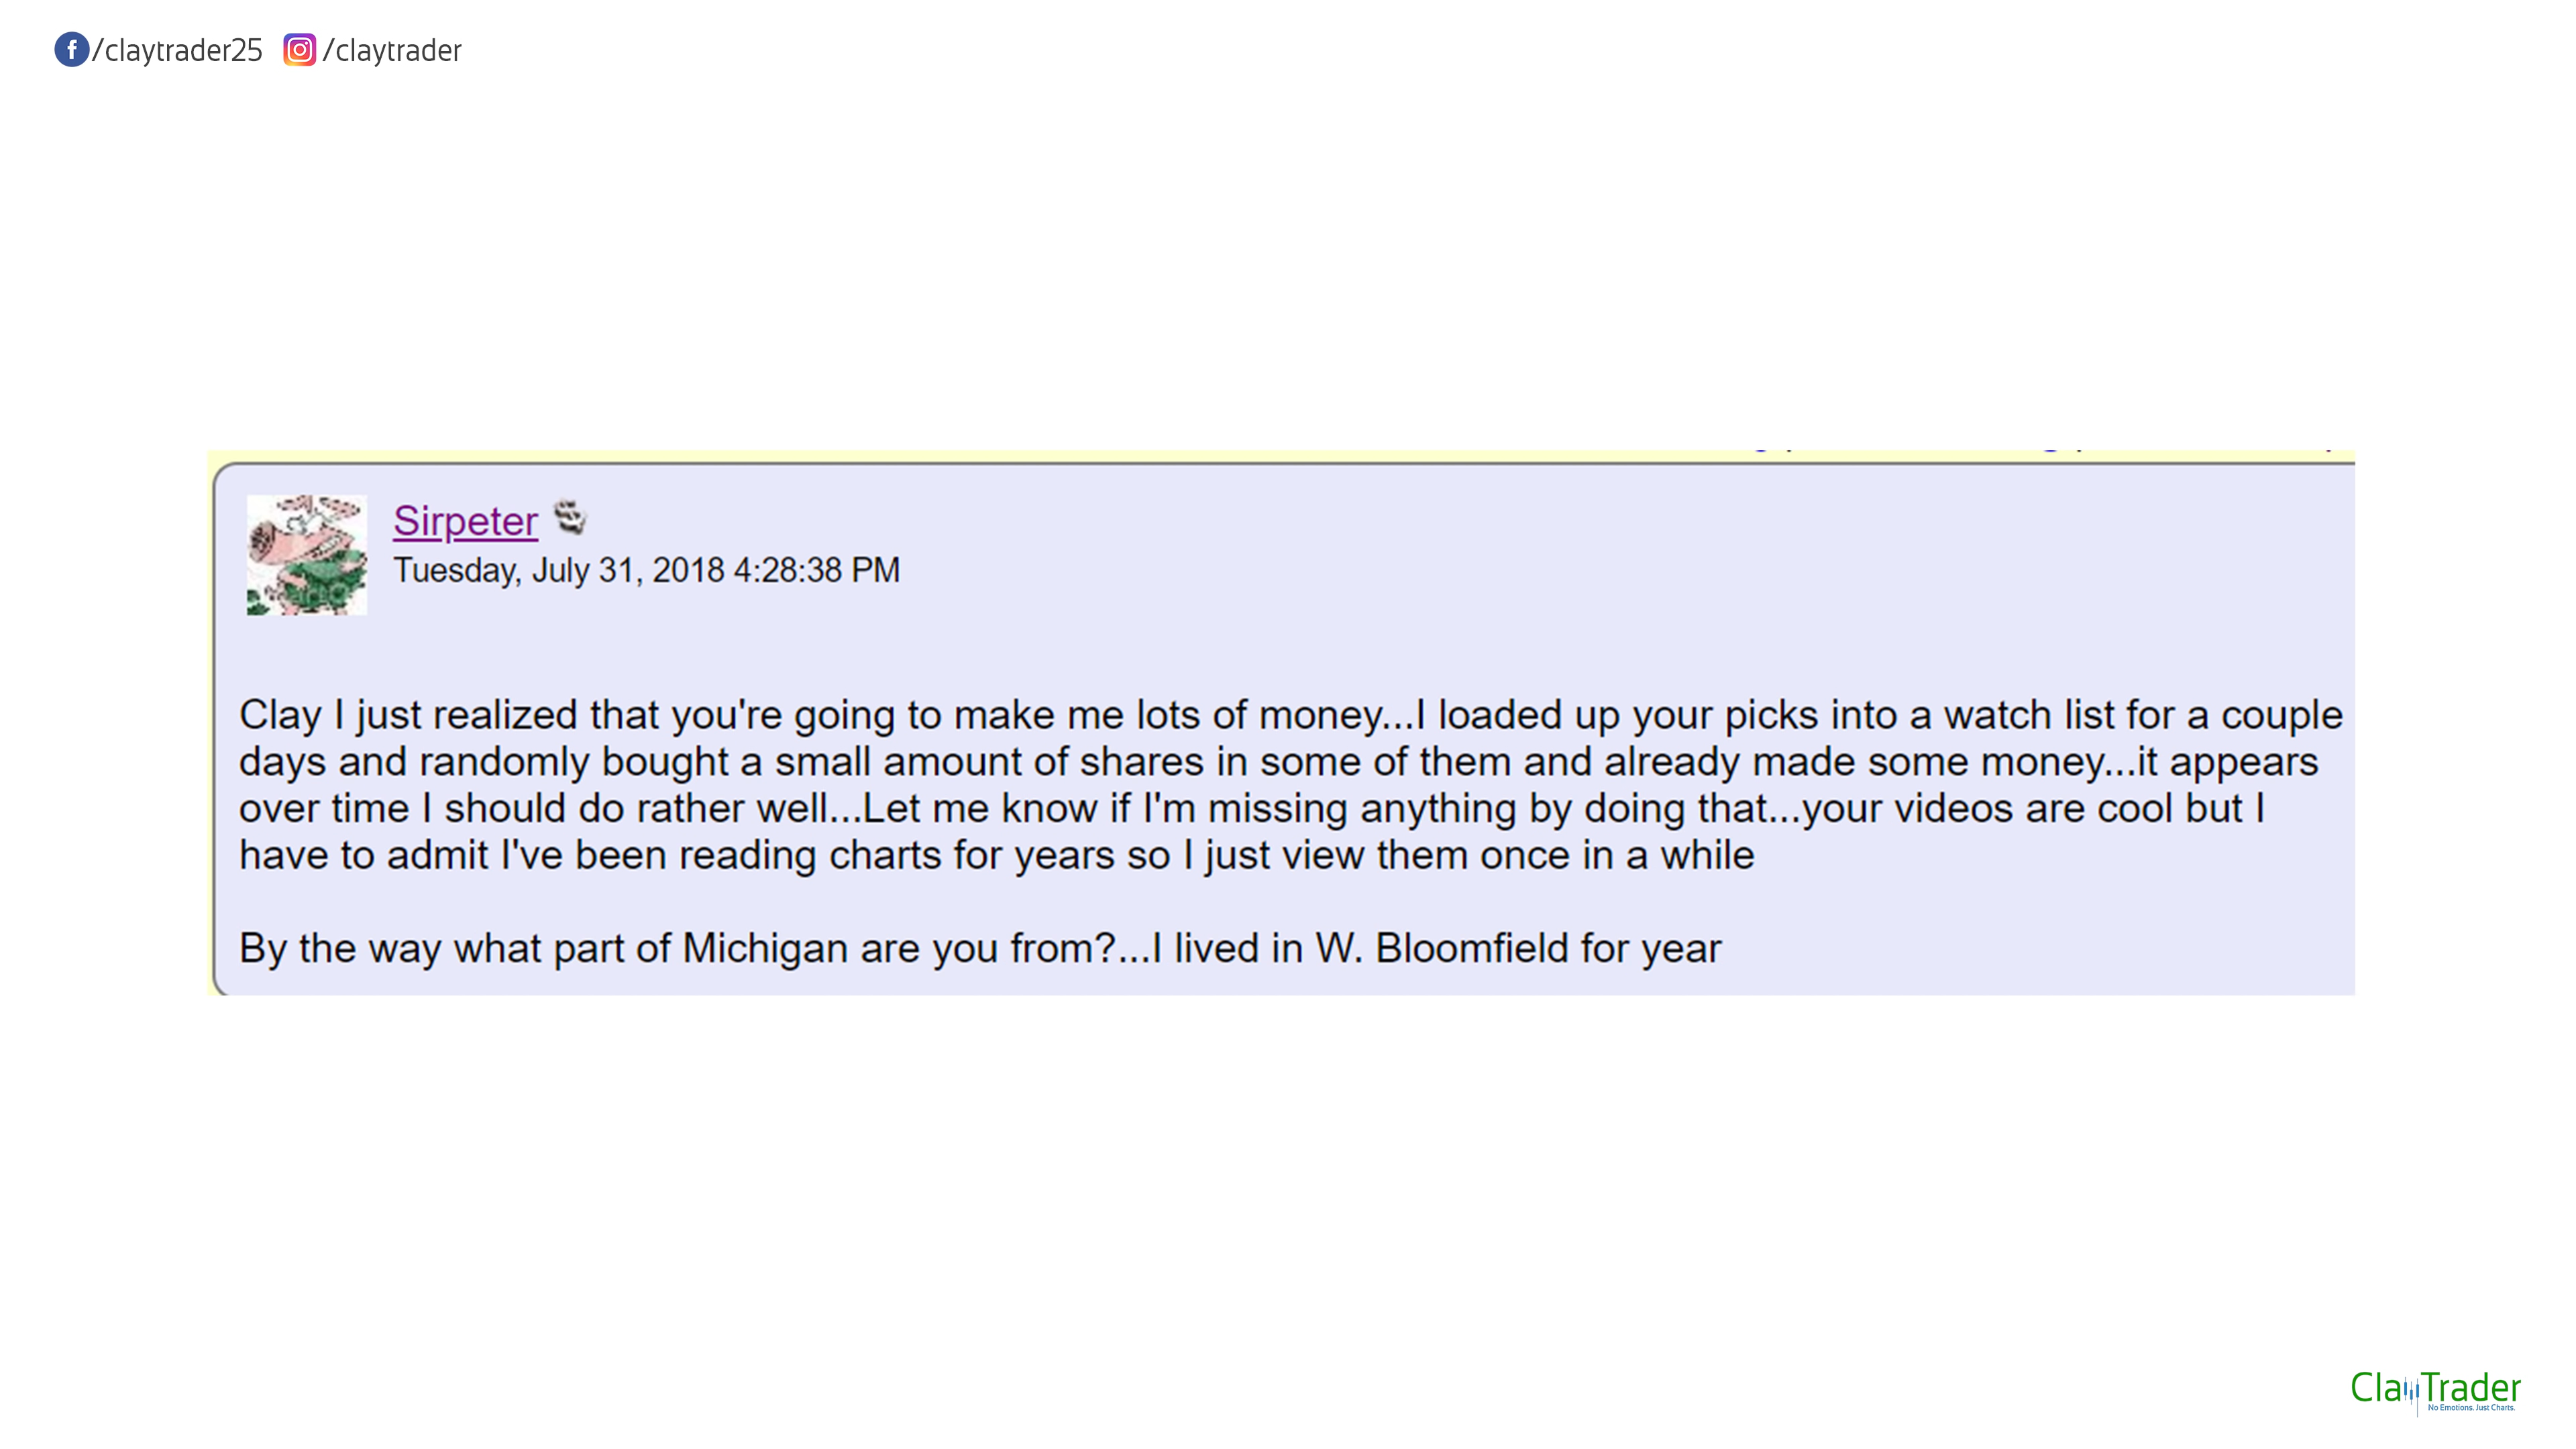 /claytrader25 /claytrader
Sirpeter
Tuesday, July 31, 2018 4:28:38 PM
Clay I just realized that you're going to make me lots of money...I loaded up your picks into a watch list for a couple
days and randomly bought a small amount of shares in some of them and already made some money...it appears
over time I should do rather well...Let me know if I'm missing anything by doing that...your videos are cool but I
have to admit I've been reading charts for years so I just view them once in a while
By the way what part of Michigan are you from?...I lived in W. Bloomfield for year
ClayTrader
No Emotions. Just Charts.